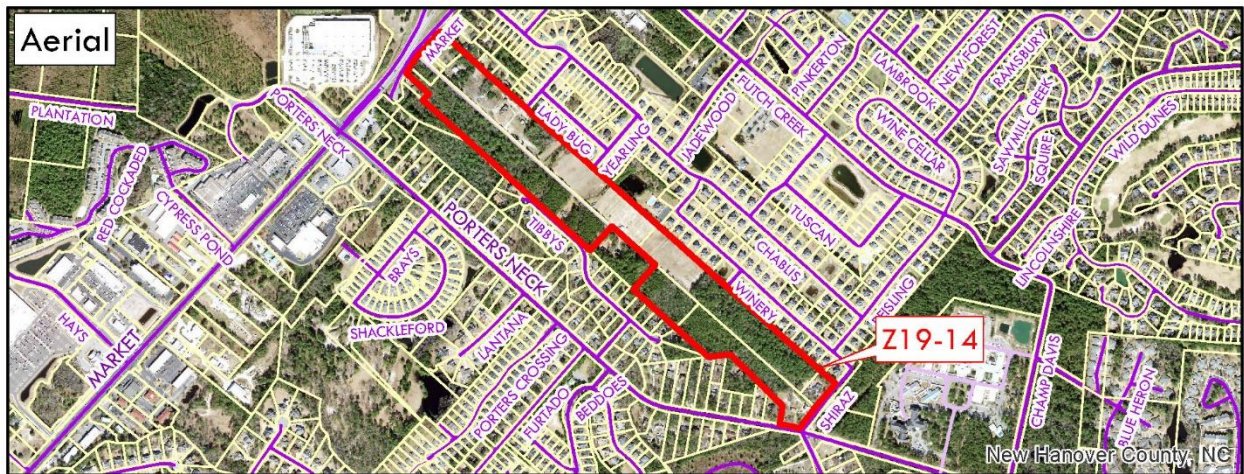 Aerial
PLANTATION
RED COCKADED
CYPRESS POND
HAYS
MARKET
PORTERS NECK
MARKET
BRAYS
SHACKLEFORD
PORTERS NECK
LANTANA
PORTERS CROSSING
FURTADO
BEDDOES
TIBBYS
LADY BUG
YEARLING
JADEWOOD
FUTCH CREEK
PINKERTON
LAMBROOK
NEW FOREST
RAMSBURY
WINE CELLAR
SAWMILL CREEK
SQUIRE
WILD DUNES
TUSCAN
CHABLIS
WINERY
LINCOLNSHIRE
Z19-14
SHIRAZ
CHAMP DAVIS
BLUE HERON
New Hanover County, NC